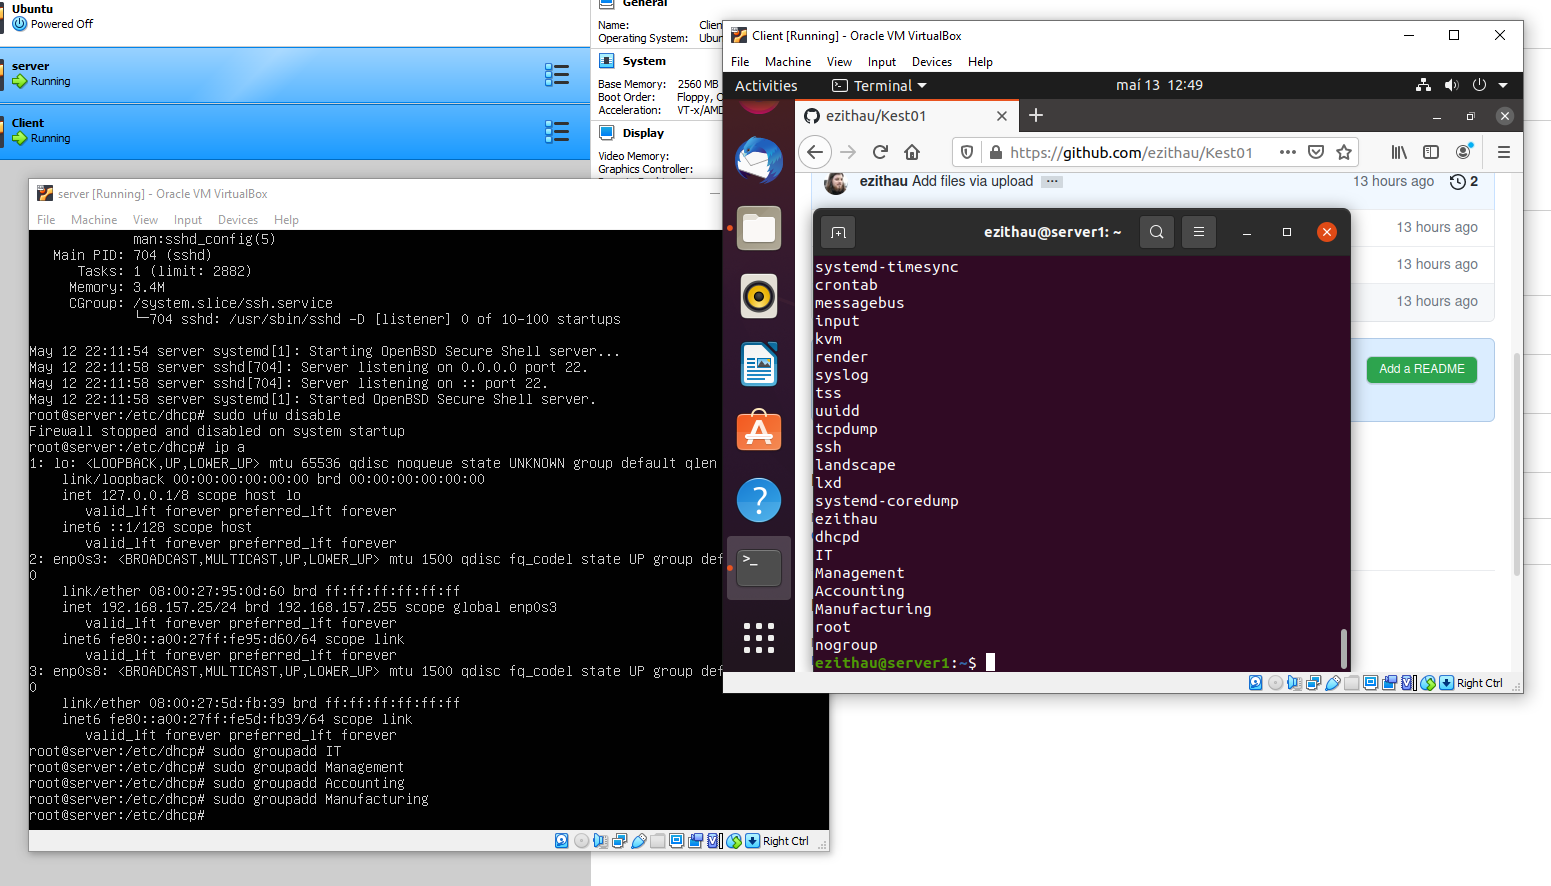 Ubuntu
Powered Off
server
Running
Client
Running
General
Name: Clien
Operating System: Ubun
System
Base Memory: 2560 MB
Boot Order: Floppy, O
Acceleration: VT-x/AMD
Display
Video Memory:
Graphics Controller:
server [Running] - Oracle VM VirtualBox
File Machine View Input Devices Help
man:sshd_config(5)
Main PID: 704 (sshd)
Tasks: 1 (limit: 2882)
Memory: 3.4M
CGroup: /system.slice/ssh.service
└─704 sshd: /usr/sbin/sshd -D [listener] 0 of 10-100 startups
May 12 22:11:54 server systemd[1]: Starting OpenBSD Secure Shell server...
May 12 22:11:58 server sshd[704]: Server listening on 0.0.0.0 port 22.
May 12 22:11:58 server sshd[704]: Server listening on :: port 22.
May 12 22:11:58 server systemd[1]: Started OpenBSD Secure Shell server.
root@server:/etc/dhcp# sudo ufw disable
Firewall stopped and disabled on system startup
root@server:/etc/dhcp# ip a
1: lo: <LOOPBACK,UP,LOWER_UP> mtu 65536 qdisc noqueue state UNKNOWN group default qlen
link/loopback 00:00:00:00:00:00 brd 00:00:00:00:00:00
inet 127.0.0.1/8 scope host lo
valid_lft forever preferred_lft forever
inet6 ::1/128 scope host
valid_lft forever preferred_lft forever
2: enp0s3: <BROADCAST,MULTICAST,UP,LOWER_UP> mtu 1500 qdisc fq_codel state UP group def
0
link/ether 08:00:27:95:0d:60 brd ff:ff:ff:ff:ff:ff
inet 192.168.157.25/24 brd 192.168.157.255 scope global enp0s3
valid_lft forever preferred_lft forever
inet6 fe80::a00:27ff:fe95:d60/64 scope link
valid_lft forever preferred_lft forever
3: enp0s8: <BROADCAST,MULTICAST,UP,LOWER_UP> mtu 1500 qdisc fq_codel state UP group def
0
link/ether 08:00:27:5d:fb:39 brd ff:ff:ff:ff:ff:ff
inet6 fe80::a00:27ff:fe5d:fb39/64 scope link
valid_lft forever preferred_lft forever
root@server:/etc/dhcp# sudo groupadd IT
root@server:/etc/dhcp# sudo groupadd Management
root@server:/etc/dhcp# sudo groupadd Accounting
root@server:/etc/dhcp# sudo groupadd Manufacturing
root@server:/etc/dhcp#
Right Ctrl
Client [Running] - Oracle VM VirtualBox
File Machine View Input Devices Help
Activities Terminal maí 13 12:49
ezithau/Kest01
https://github.com/ezithau/Kest01
ezithau Add files via upload 13 hours ago 2
13 hours ago
13 hours ago
13 hours ago
Add a README
ezithau@server1: ~
systemd-timesync
crontab
messagebus
input
kvm
render
syslog
tss
uuidd
tcpdump
ssh
landscape
lxd
systemd-coredump
ezithau
dhcpd
IT
Management
Accounting
Manufacturing
root
nogroup
ezithau@server1:~$
Right Ctrl